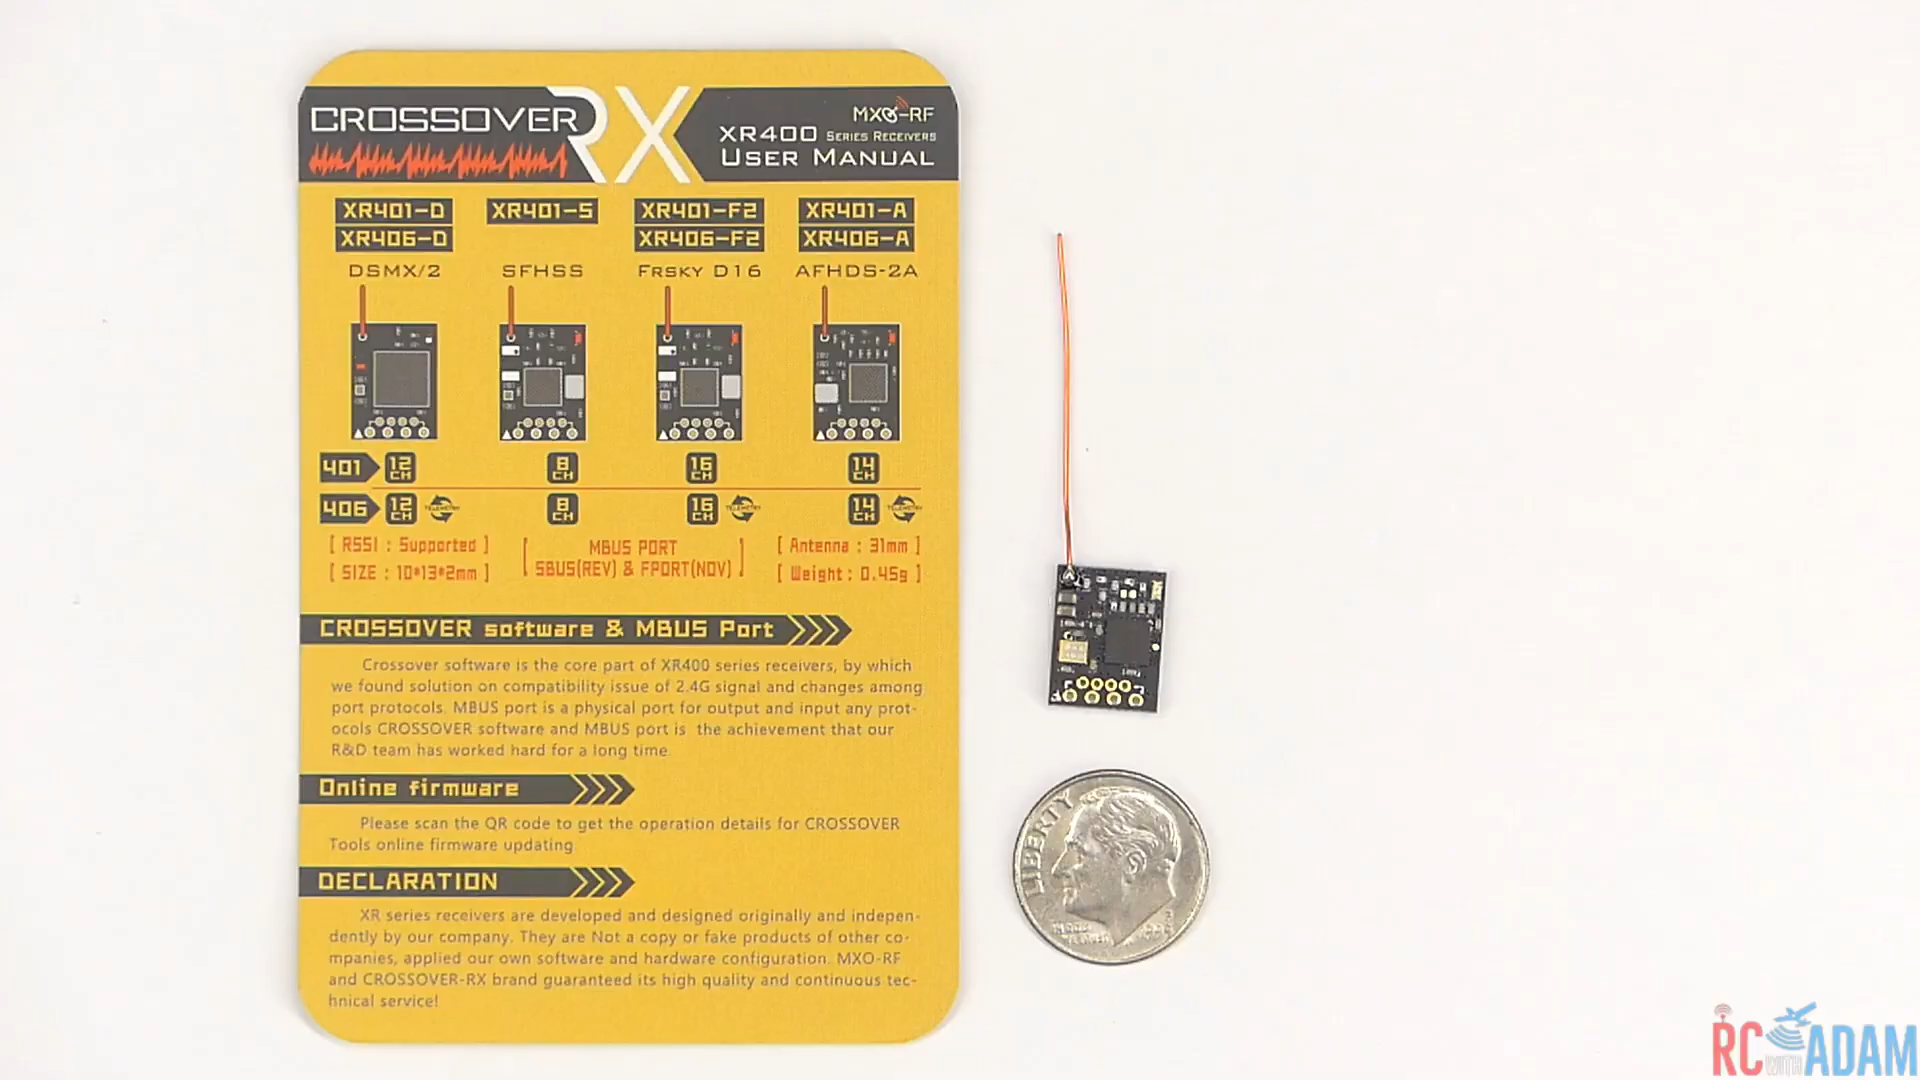 CROSSOVER RX
MXO-RF
XR400 SERIES RECEIVERS
USER MANUAL
XR401-D XR401-S XR401-F2 XR401-A
XR406-D XR406-F2 XR406-A
DSMX/2 SFHSS FRSKY D16 AFHDS-2A
401 12 CH 8 CH 16 CH 14 CH
406 12 CH TELEMETRY 8 CH 16 CH TELEMETRY 14 CH TELEMETRY
[ RSSI : Supported ]
[ SIZE : 10*13*2mm ]
[ MBUS PORT
SBUS(REV) & FPORT(NOV) ]
[ Antenna : 31mm ]
[ Weight : 0.45g ]
CROSSOVER software & MBUS Port
Crossover software is the core part of XR400 series receivers, by which
we found solution on compatibility issue of 2.4G signal and changes among
port protocols. MBUS port is a physical port for output and input any prot-
ocols CROSSOVER software and MBUS port is the achievement that our
R&D team has worked hard for a long time.
Online firmware
Please scan the QR code to get the operation details for CROSSOVER
Tools online firmware updating
DECLARATION
XR series receivers are developed and designed originally and indepen-
dently by our company. They are Not a copy or fake products of other co-
mpanies, applied our own software and hardware configuration. MXO-RF
and CROSSOVER-RX brand guaranteed its high quality and continuous tec-
hnical service!
LIBERTY
RC WITH ADAM